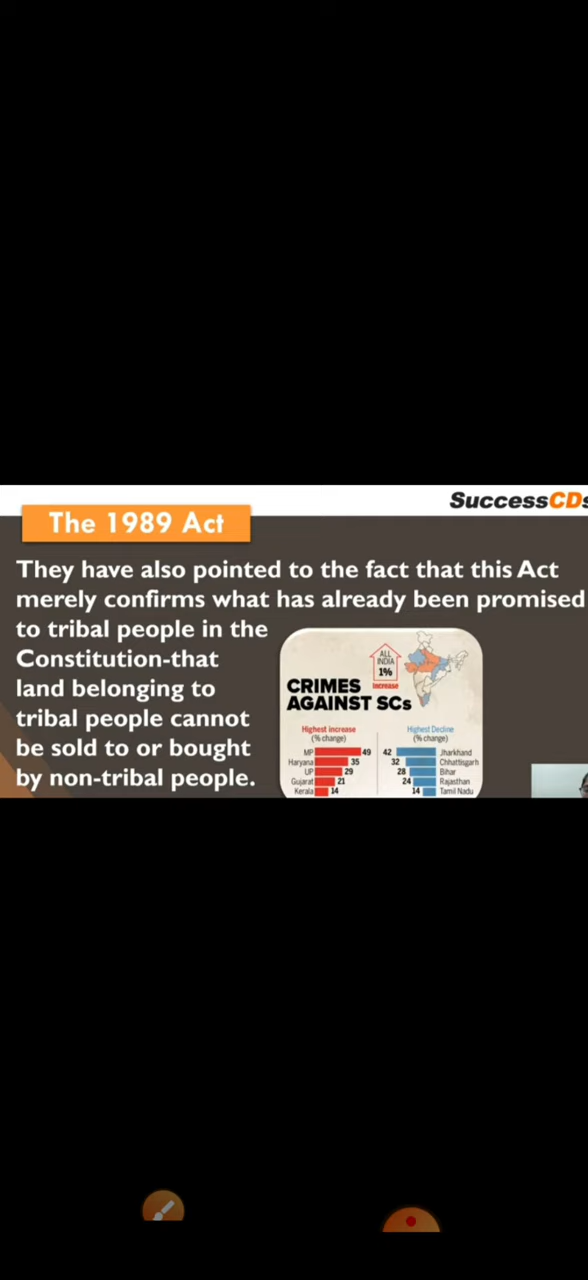 SuccessCDs
The 1989 Act
They have also pointed to the fact that this Act
merely confirms what has already been promised
to tribal people in the
Constitution-that
land belonging to
tribal people cannot
be sold to or bought
by non-tribal people.
ALL
INDIA
1%
Increase
CRIMES
AGAINST SCs
Highest increase
(% change)
MP 49
Haryana 35
UP 29
Gujarat 21
Kerala 14
Highest Decline
(% change)
42 Jharkhand
32 Chhattisgarh
28 Bihar
24 Rajasthan
14 Tamil Nadu